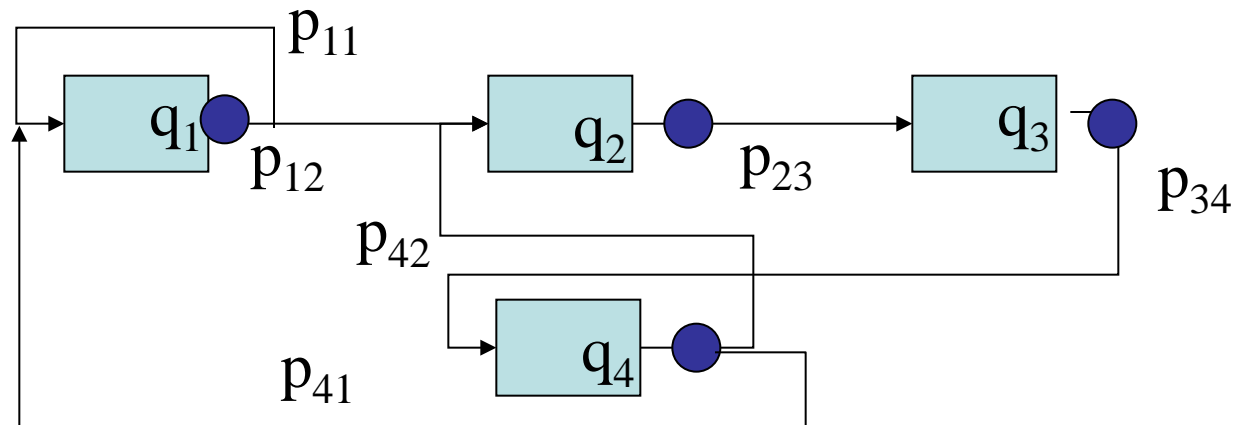 p₁₁
q₁
q₂
q₃
p₁₂
p₂₃
p₃₄
p₄₂
q₄
p₄₁